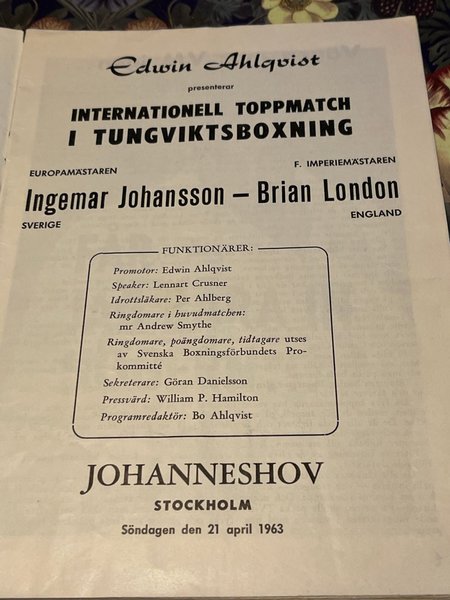 Edwin Ahlqvist
presenterar
INTERNATIONELL TOPPMATCH
I TUNGVIKTSBOXNING
EUROPAMÄSTAREN
F. IMPERIEMÄSTAREN
Ingemar Johansson – Brian London
SVERIGE
ENGLAND
FUNKTIONÄRER:
Promotor: Edwin Ahlqvist
Speaker: Lennart Crusner
Idrottsläkare: Per Ahlberg
Ringdomare i huvudmatchen:
mr Andrew Smythe
Ringdomare, poängdomare, tidtagare utses
av Svenska Boxningsförbundets Pro-
kommitté
Sekreterare: Göran Danielsson
Pressvärd: William P. Hamilton
Programredaktör: Bo Ahlqvist
JOHANNESHOV
STOCKHOLM
Söndagen den 21 april 1963